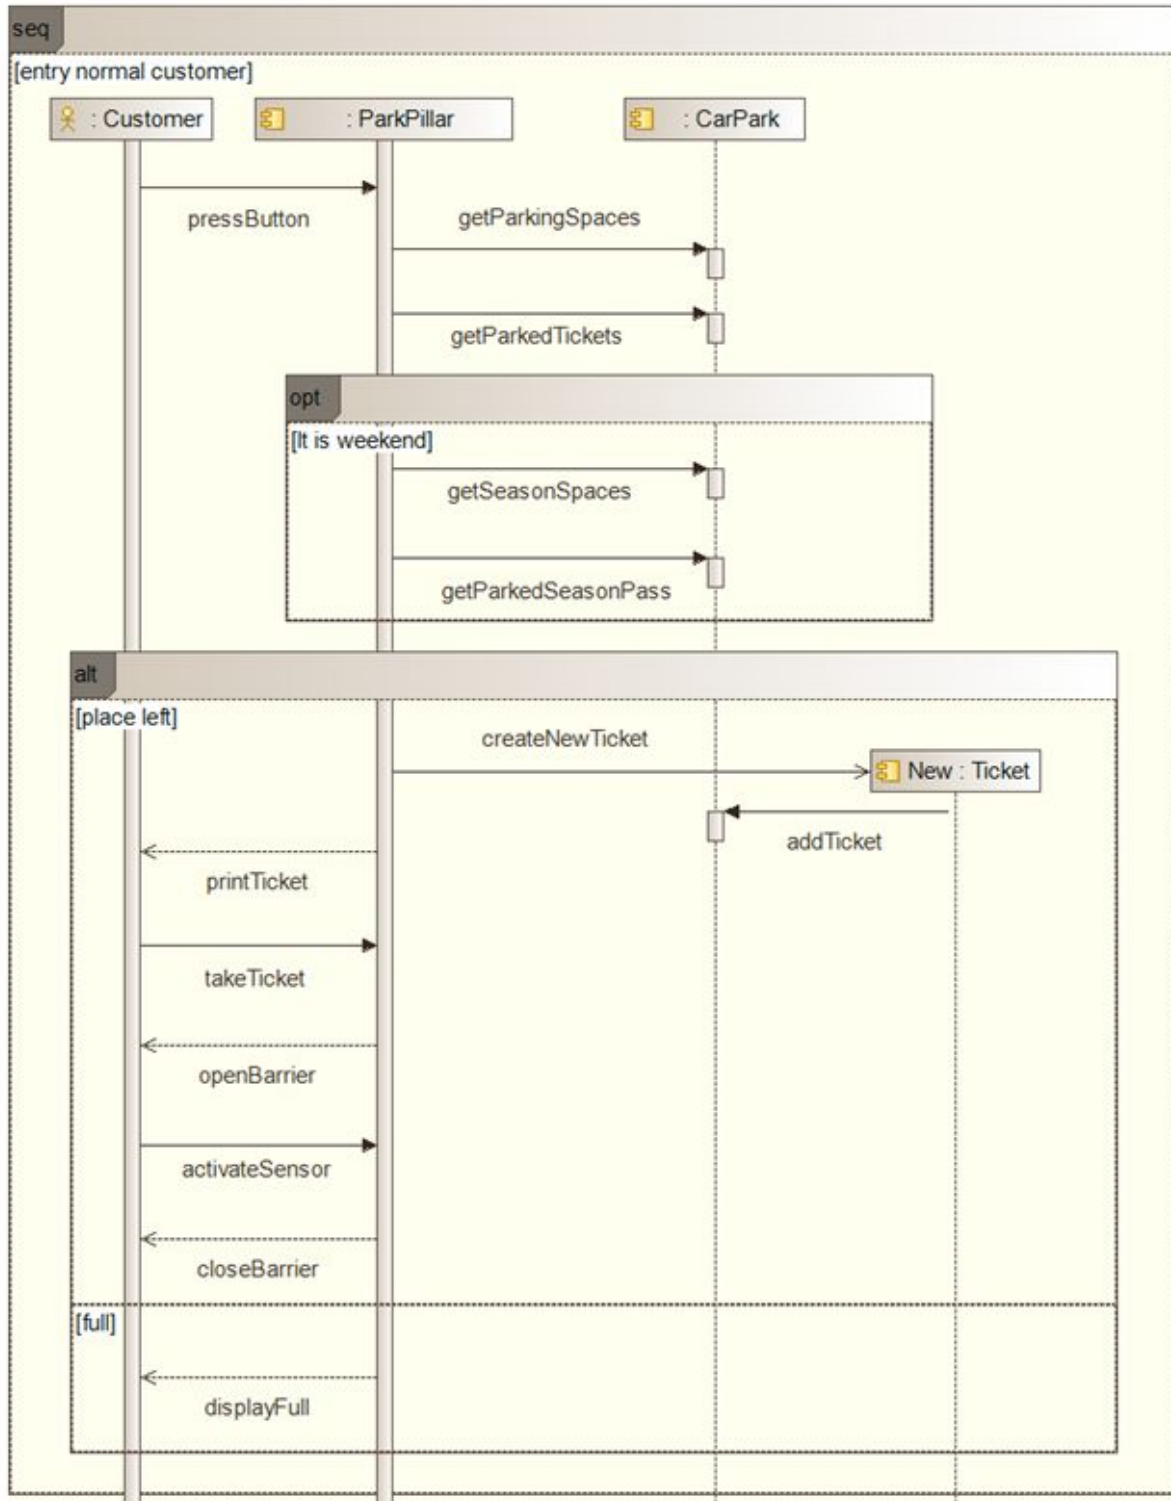 seq
[entry normal customer]
: Customer
: ParkPillar
: CarPark
pressButton
getParkingSpaces
getParkedTickets
opt
[It is weekend]
getSeasonSpaces
getParkedSeasonPass
alt
[place left]
createNewTicket
New : Ticket
addTicket
printTicket
takeTicket
openBarrier
activateSensor
closeBarrier
[full]
displayFull